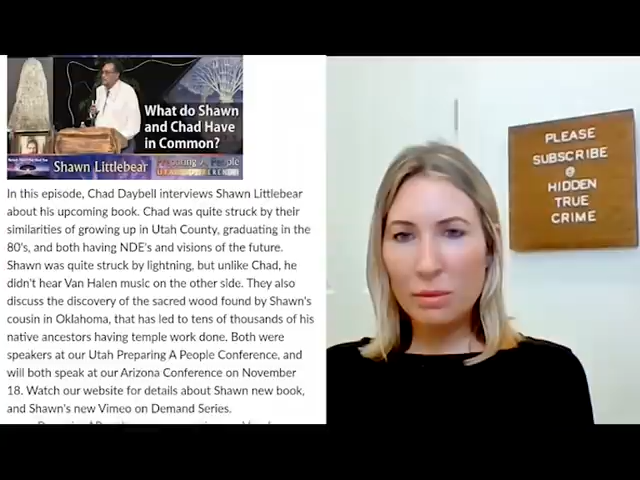 What do Shawn
and Chad Have
in Common?
Shawn Littlebear
In this episode, Chad Daybell interviews Shawn Littlebear
about his upcoming book. Chad was quite struck by their
similarities of growing up in Utah County, graduating in the
80's, and both having NDE's and visions of the future.
Shawn was quite struck by lightning, but unlike Chad, he
didn't hear Van Halen music on the other side. They also
discuss the discovery of the sacred wood found by Shawn's
cousin in Oklahoma, that has led to tens of thousands of his
native ancestors having temple work done. Both were
speakers at our Utah Preparing A People Conference, and
will both speak at our Arizona Conference on November
18. Watch our website for details about Shawn new book,
and Shawn's new Vimeo on Demand Series.
PLEASE
SUBSCRIBE
@
HIDDEN
TRUE
CRIME